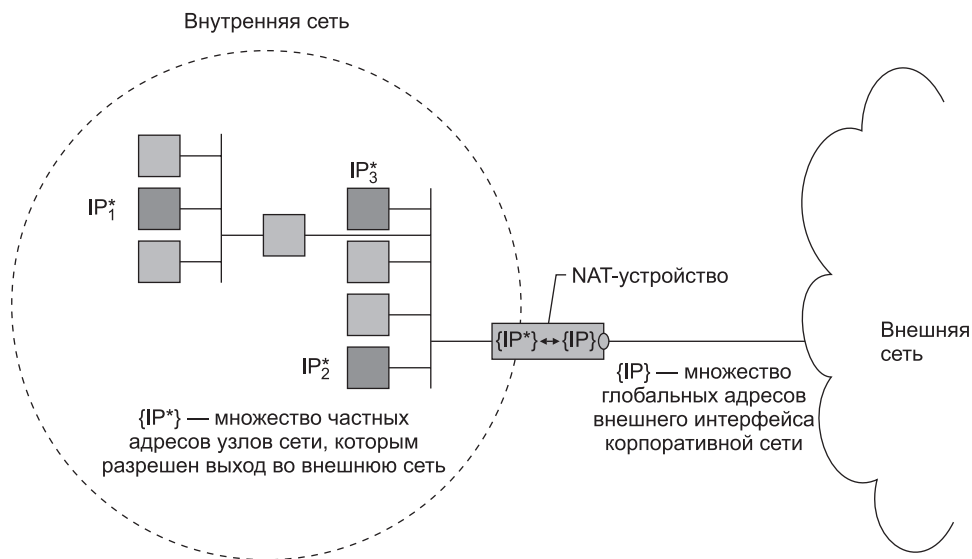 Внутренняя сеть
IP*3
IP*1
NAT-устройство
{IP*} ↔ {IP}
Внешняя
сеть
IP*2
{IP} — множество
глобальных адресов
внешнего интерфейса
корпоративной сети
{IP*} — множество частных
адресов узлов сети, которым
разрешен выход во внешнюю сеть